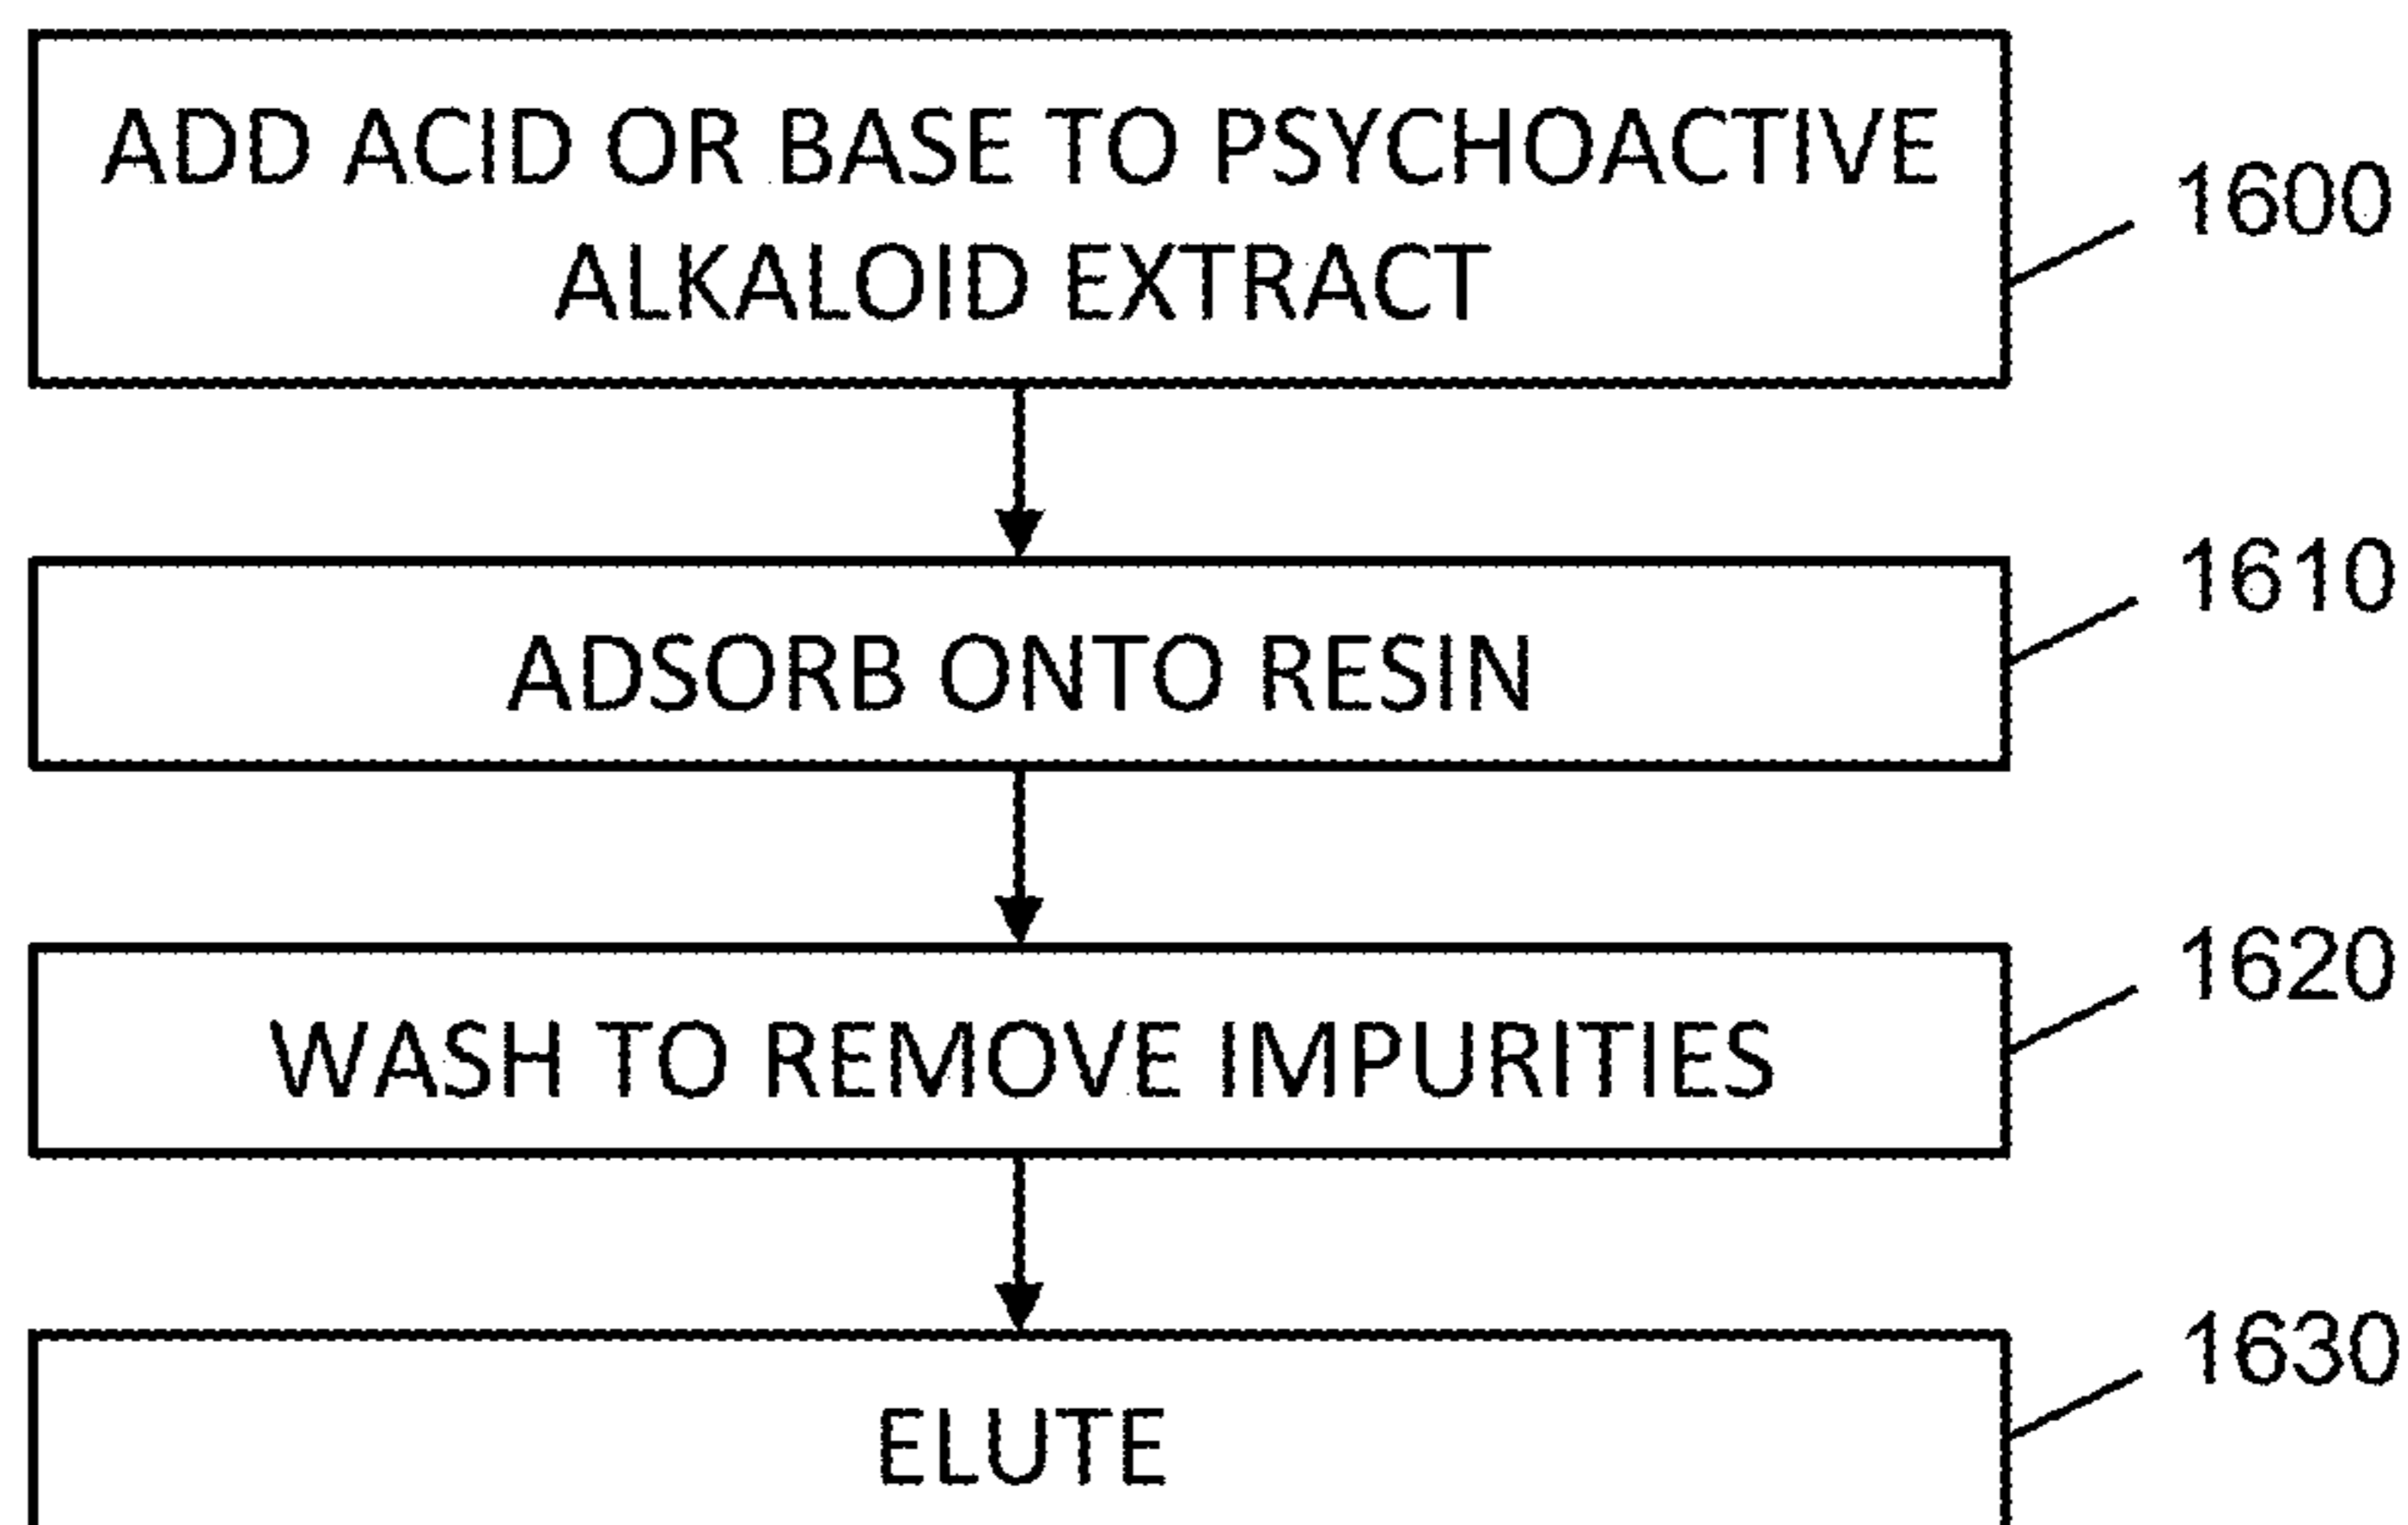 ADD ACID OR BASE TO PSYCHOACTIVE
ALKALOID EXTRACT
1600
ADSORB ONTO RESIN
1610
WASH TO REMOVE IMPURITIES
1620
ELUTE
1630